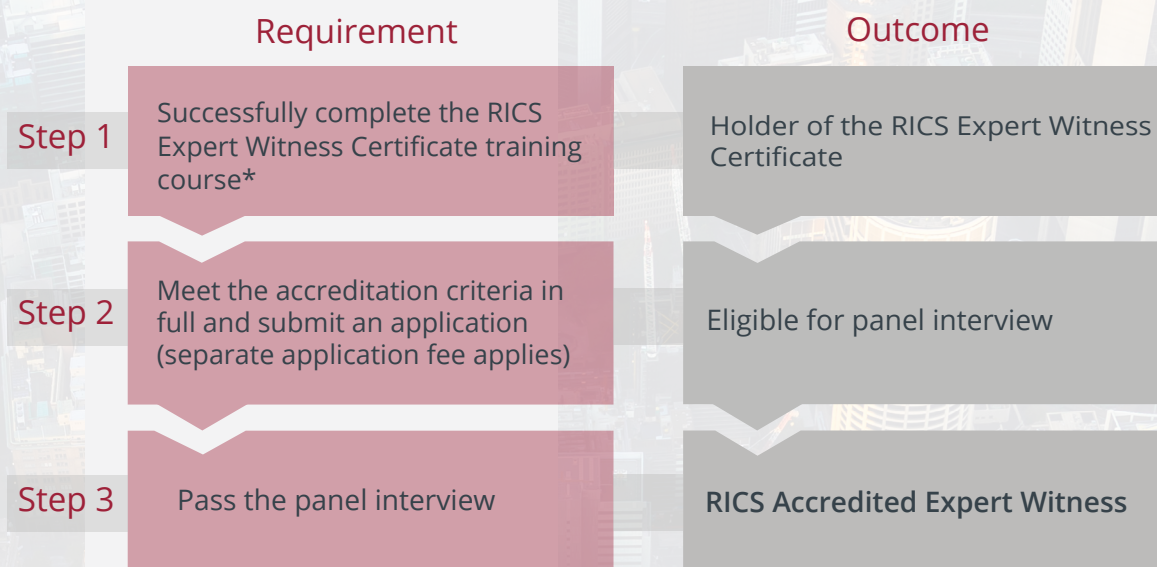 Requirement
Outcome
Step 1
Successfully complete the RICS
Expert Witness Certificate training
course*
Holder of the RICS Expert Witness
Certificate
Step 2
Meet the accreditation criteria in
full and submit an application
(separate application fee applies)
Eligible for panel interview
Step 3
Pass the panel interview
RICS Accredited Expert Witness